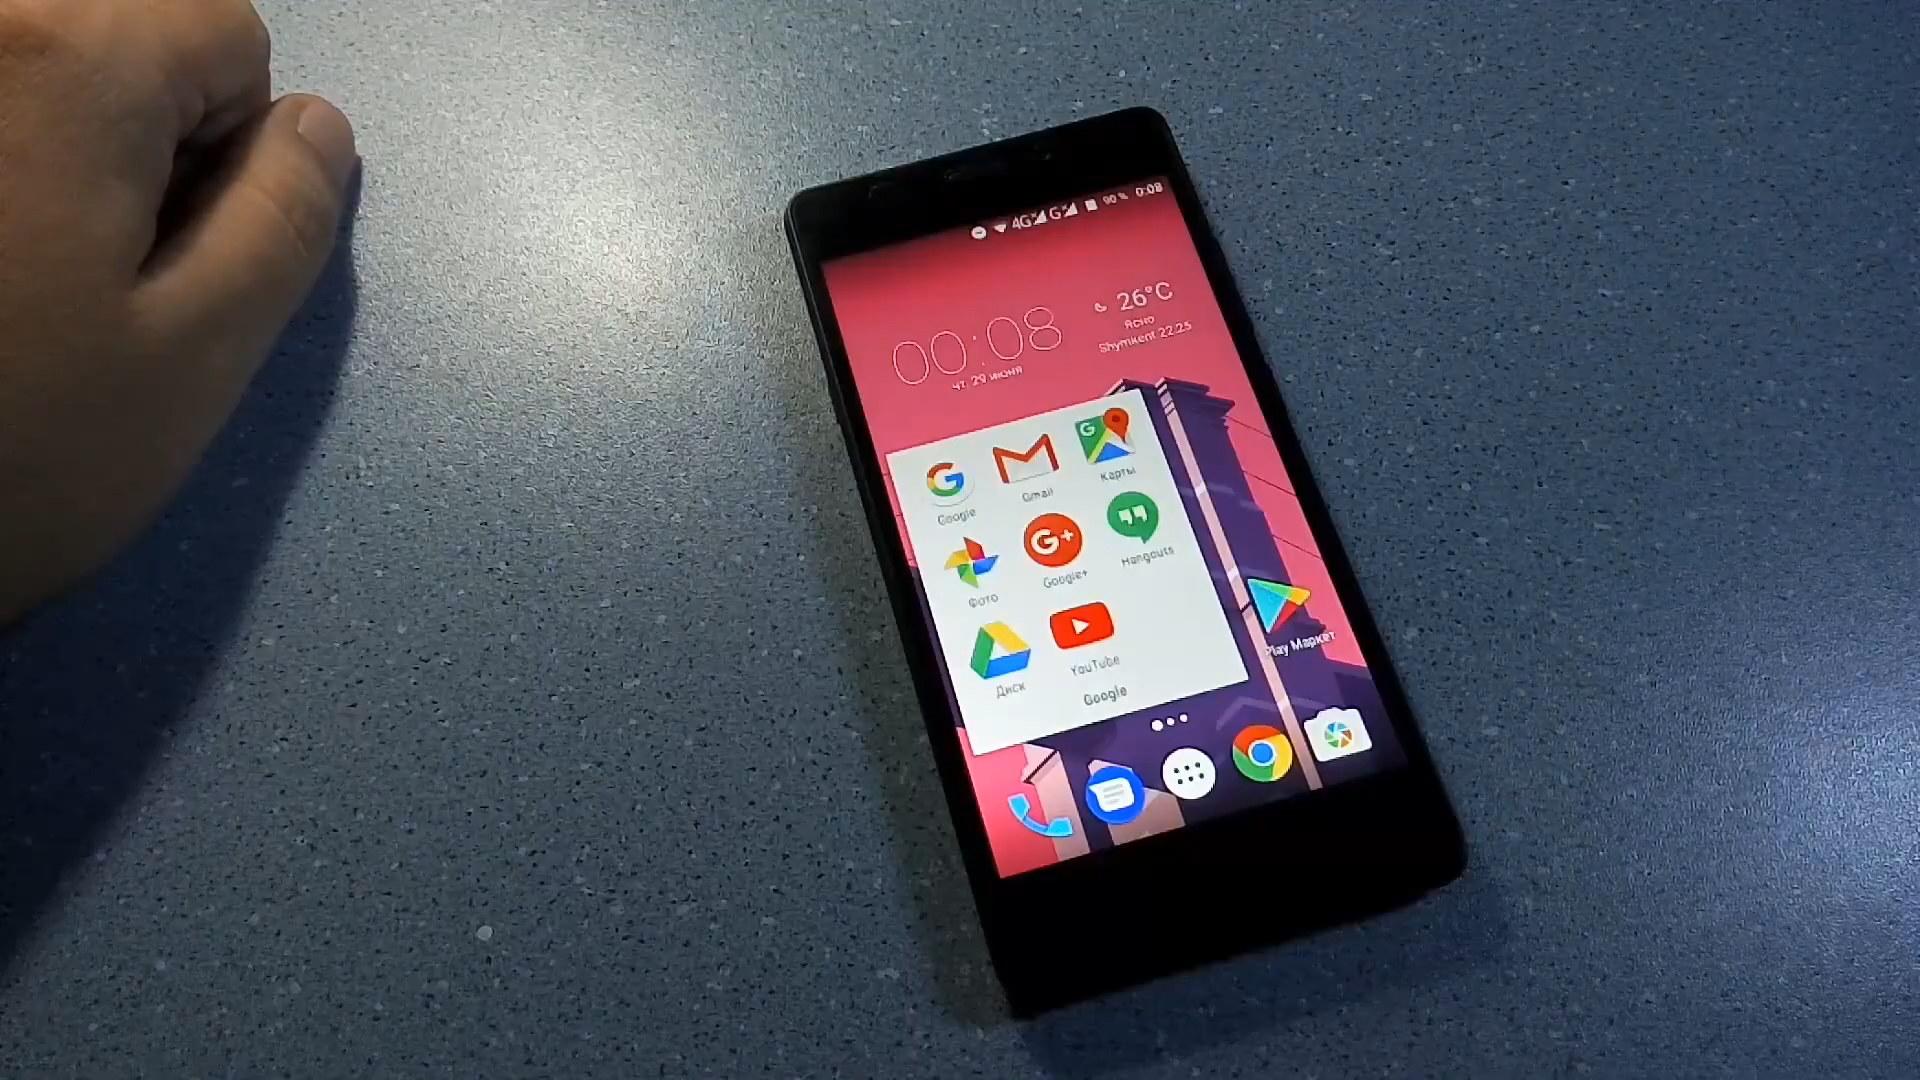 4G G 90% 0:08
00:08
чт, 29 июня
26°C
Ясно
Shymkent 22:25
Google
Gmail
Карты
Фото
Google+
Hangouts
Диск
YouTube
Google
Play Маркет